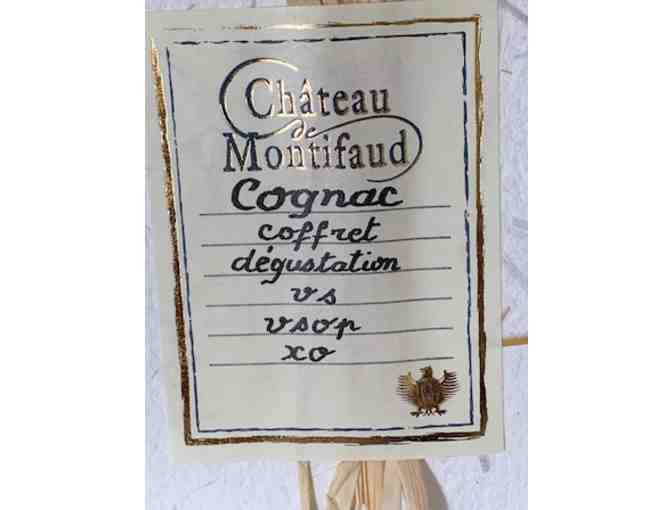 Château
de
Montifaud
Cognac
coffret
dégustation
vs
vsop
xo